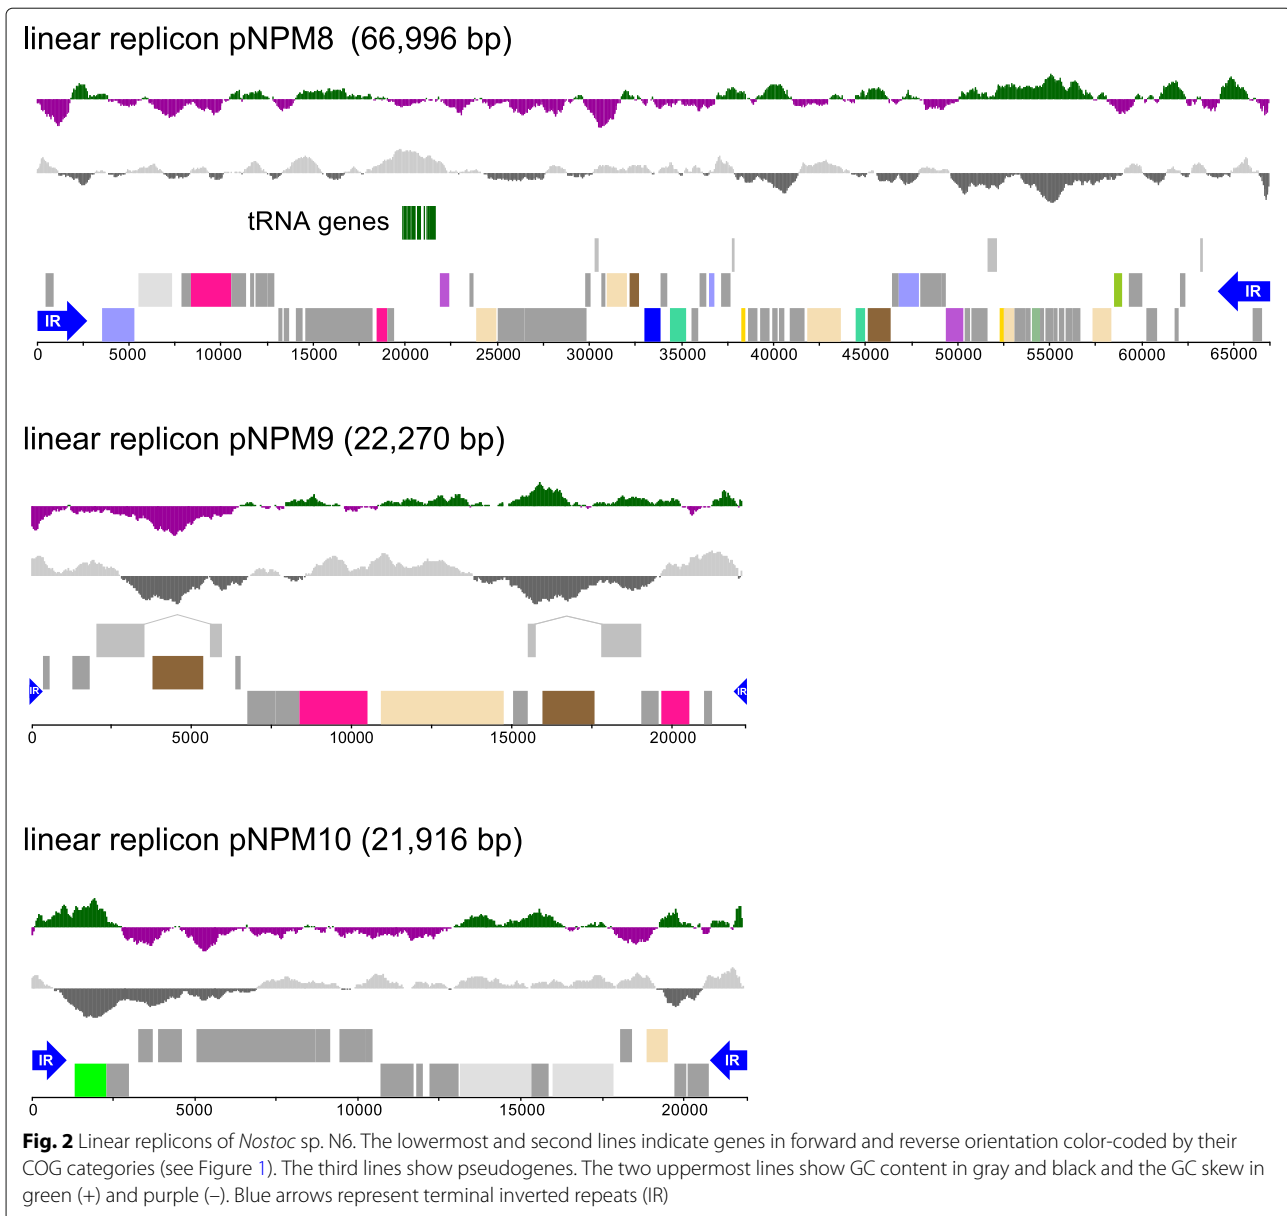 linear replicon pNPM8 (66,996 bp)
tRNA genes
IR
IR
0 5000 10000 15000 20000 25000 30000 35000 40000 45000 50000 55000 60000 65000
linear replicon pNPM9 (22,270 bp)
IR
IR
0 5000 10000 15000 20000
linear replicon pNPM10 (21,916 bp)
IR
IR
0 5000 10000 15000 20000
Fig. 2 Linear replicons of Nostoc sp. N6. The lowermost and second lines indicate genes in forward and reverse orientation color-coded by their
COG categories (see Figure 1). The third lines show pseudogenes. The two uppermost lines show GC content in gray and black and the GC skew in
green (+) and purple (–). Blue arrows represent terminal inverted repeats (IR)